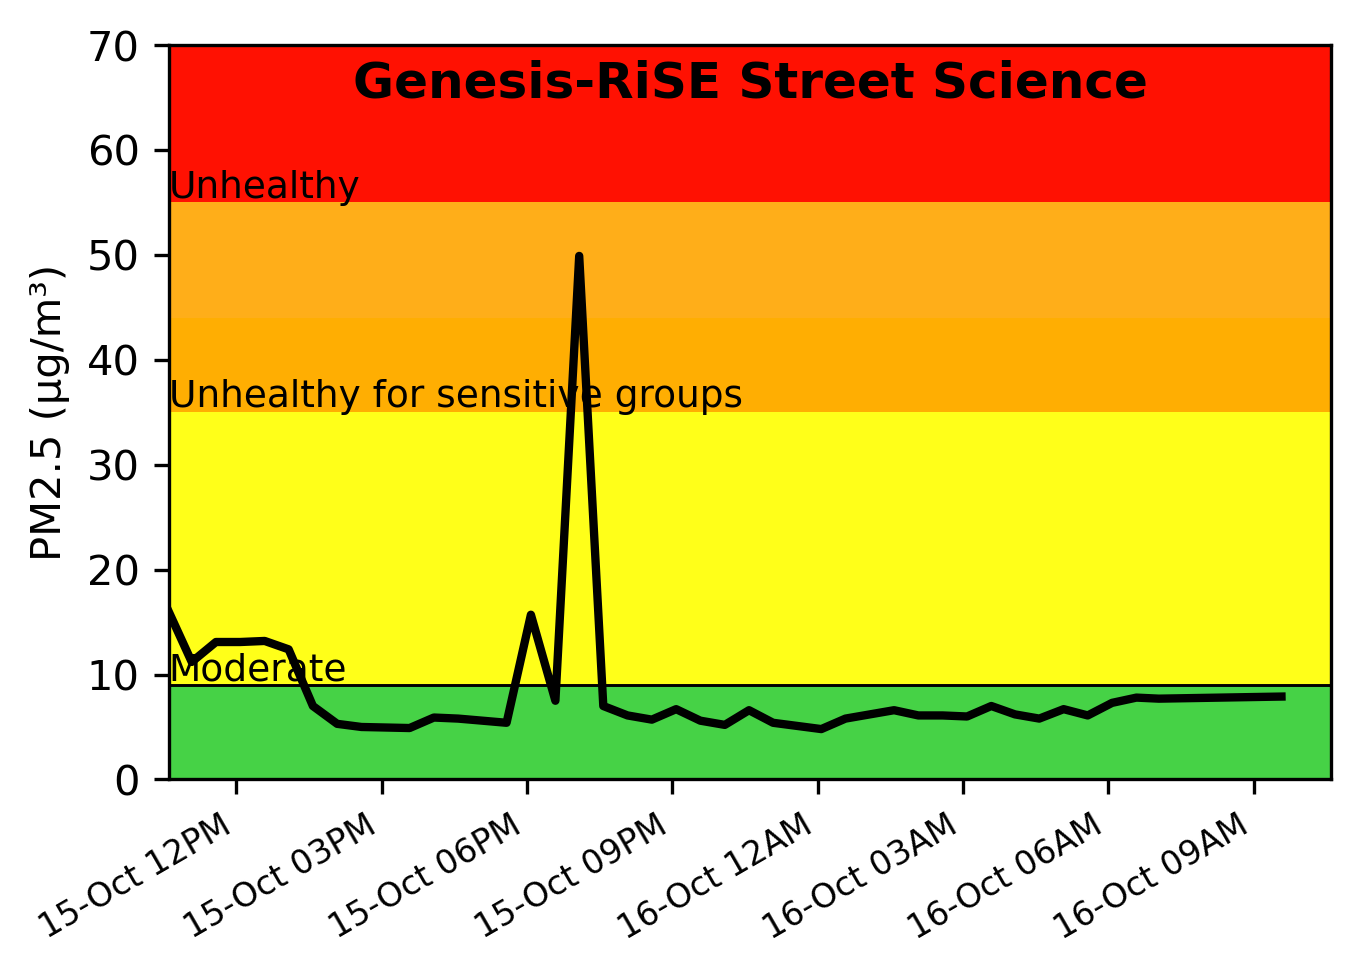 Genesis-RiSE Street Science
70
60
50
40
30
20
10
0
PM2.5 (µg/m³)
Unhealthy
Unhealthy for sensitive groups
Moderate
15-Oct 12PM
15-Oct 03PM
15-Oct 06PM
15-Oct 09PM
16-Oct 12AM
16-Oct 03AM
16-Oct 06AM
16-Oct 09AM